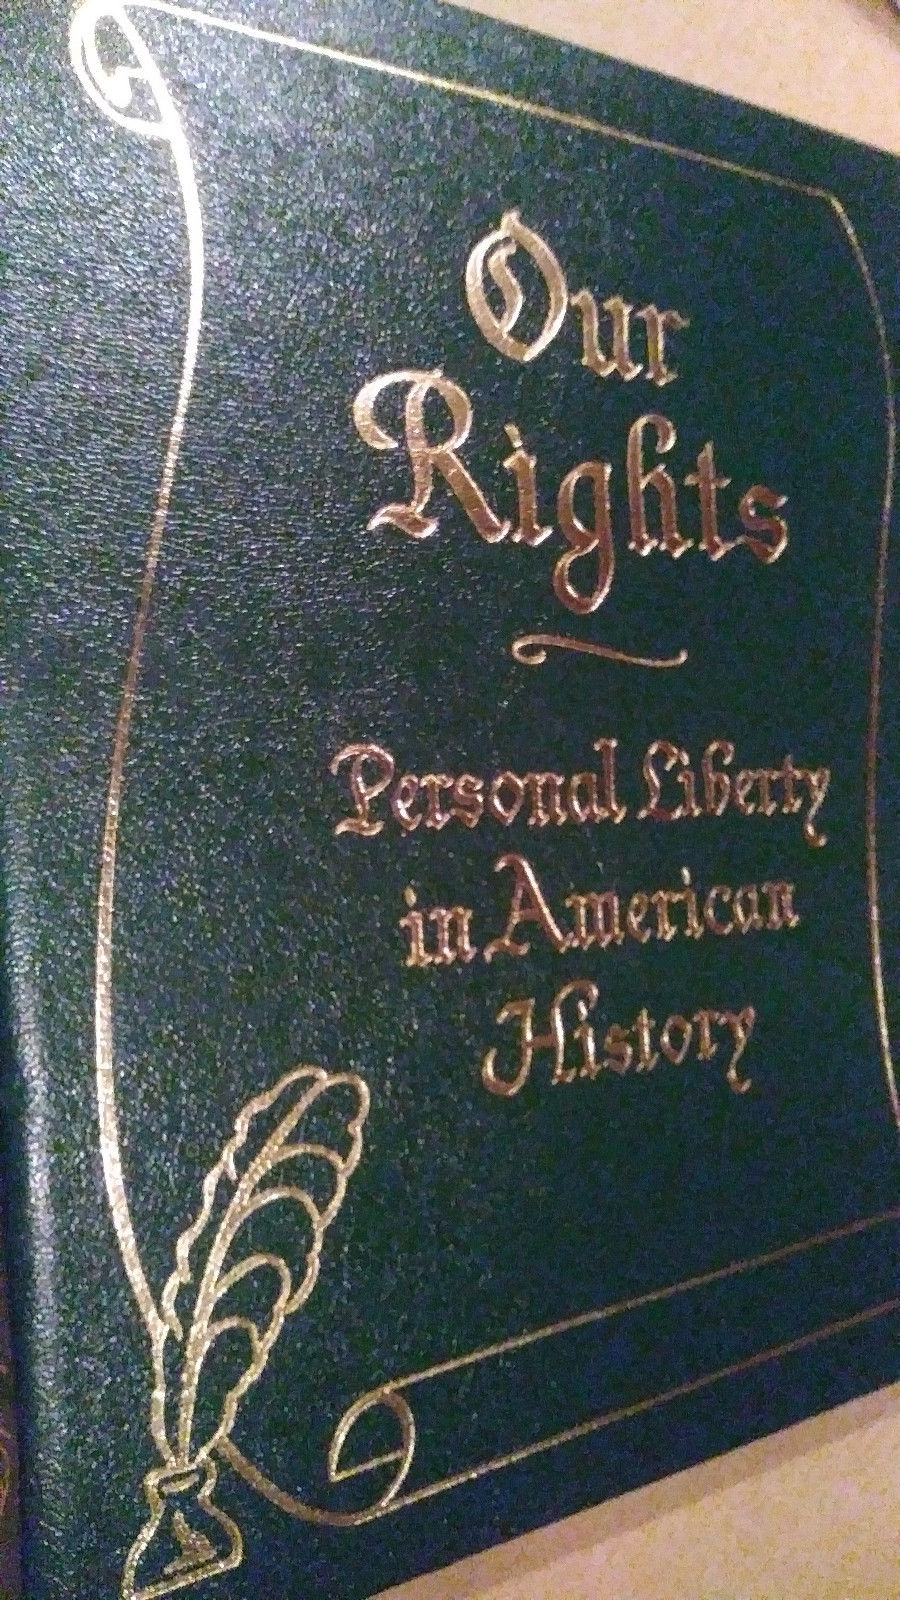 Our
Rights
Personal Liberty
in American
History